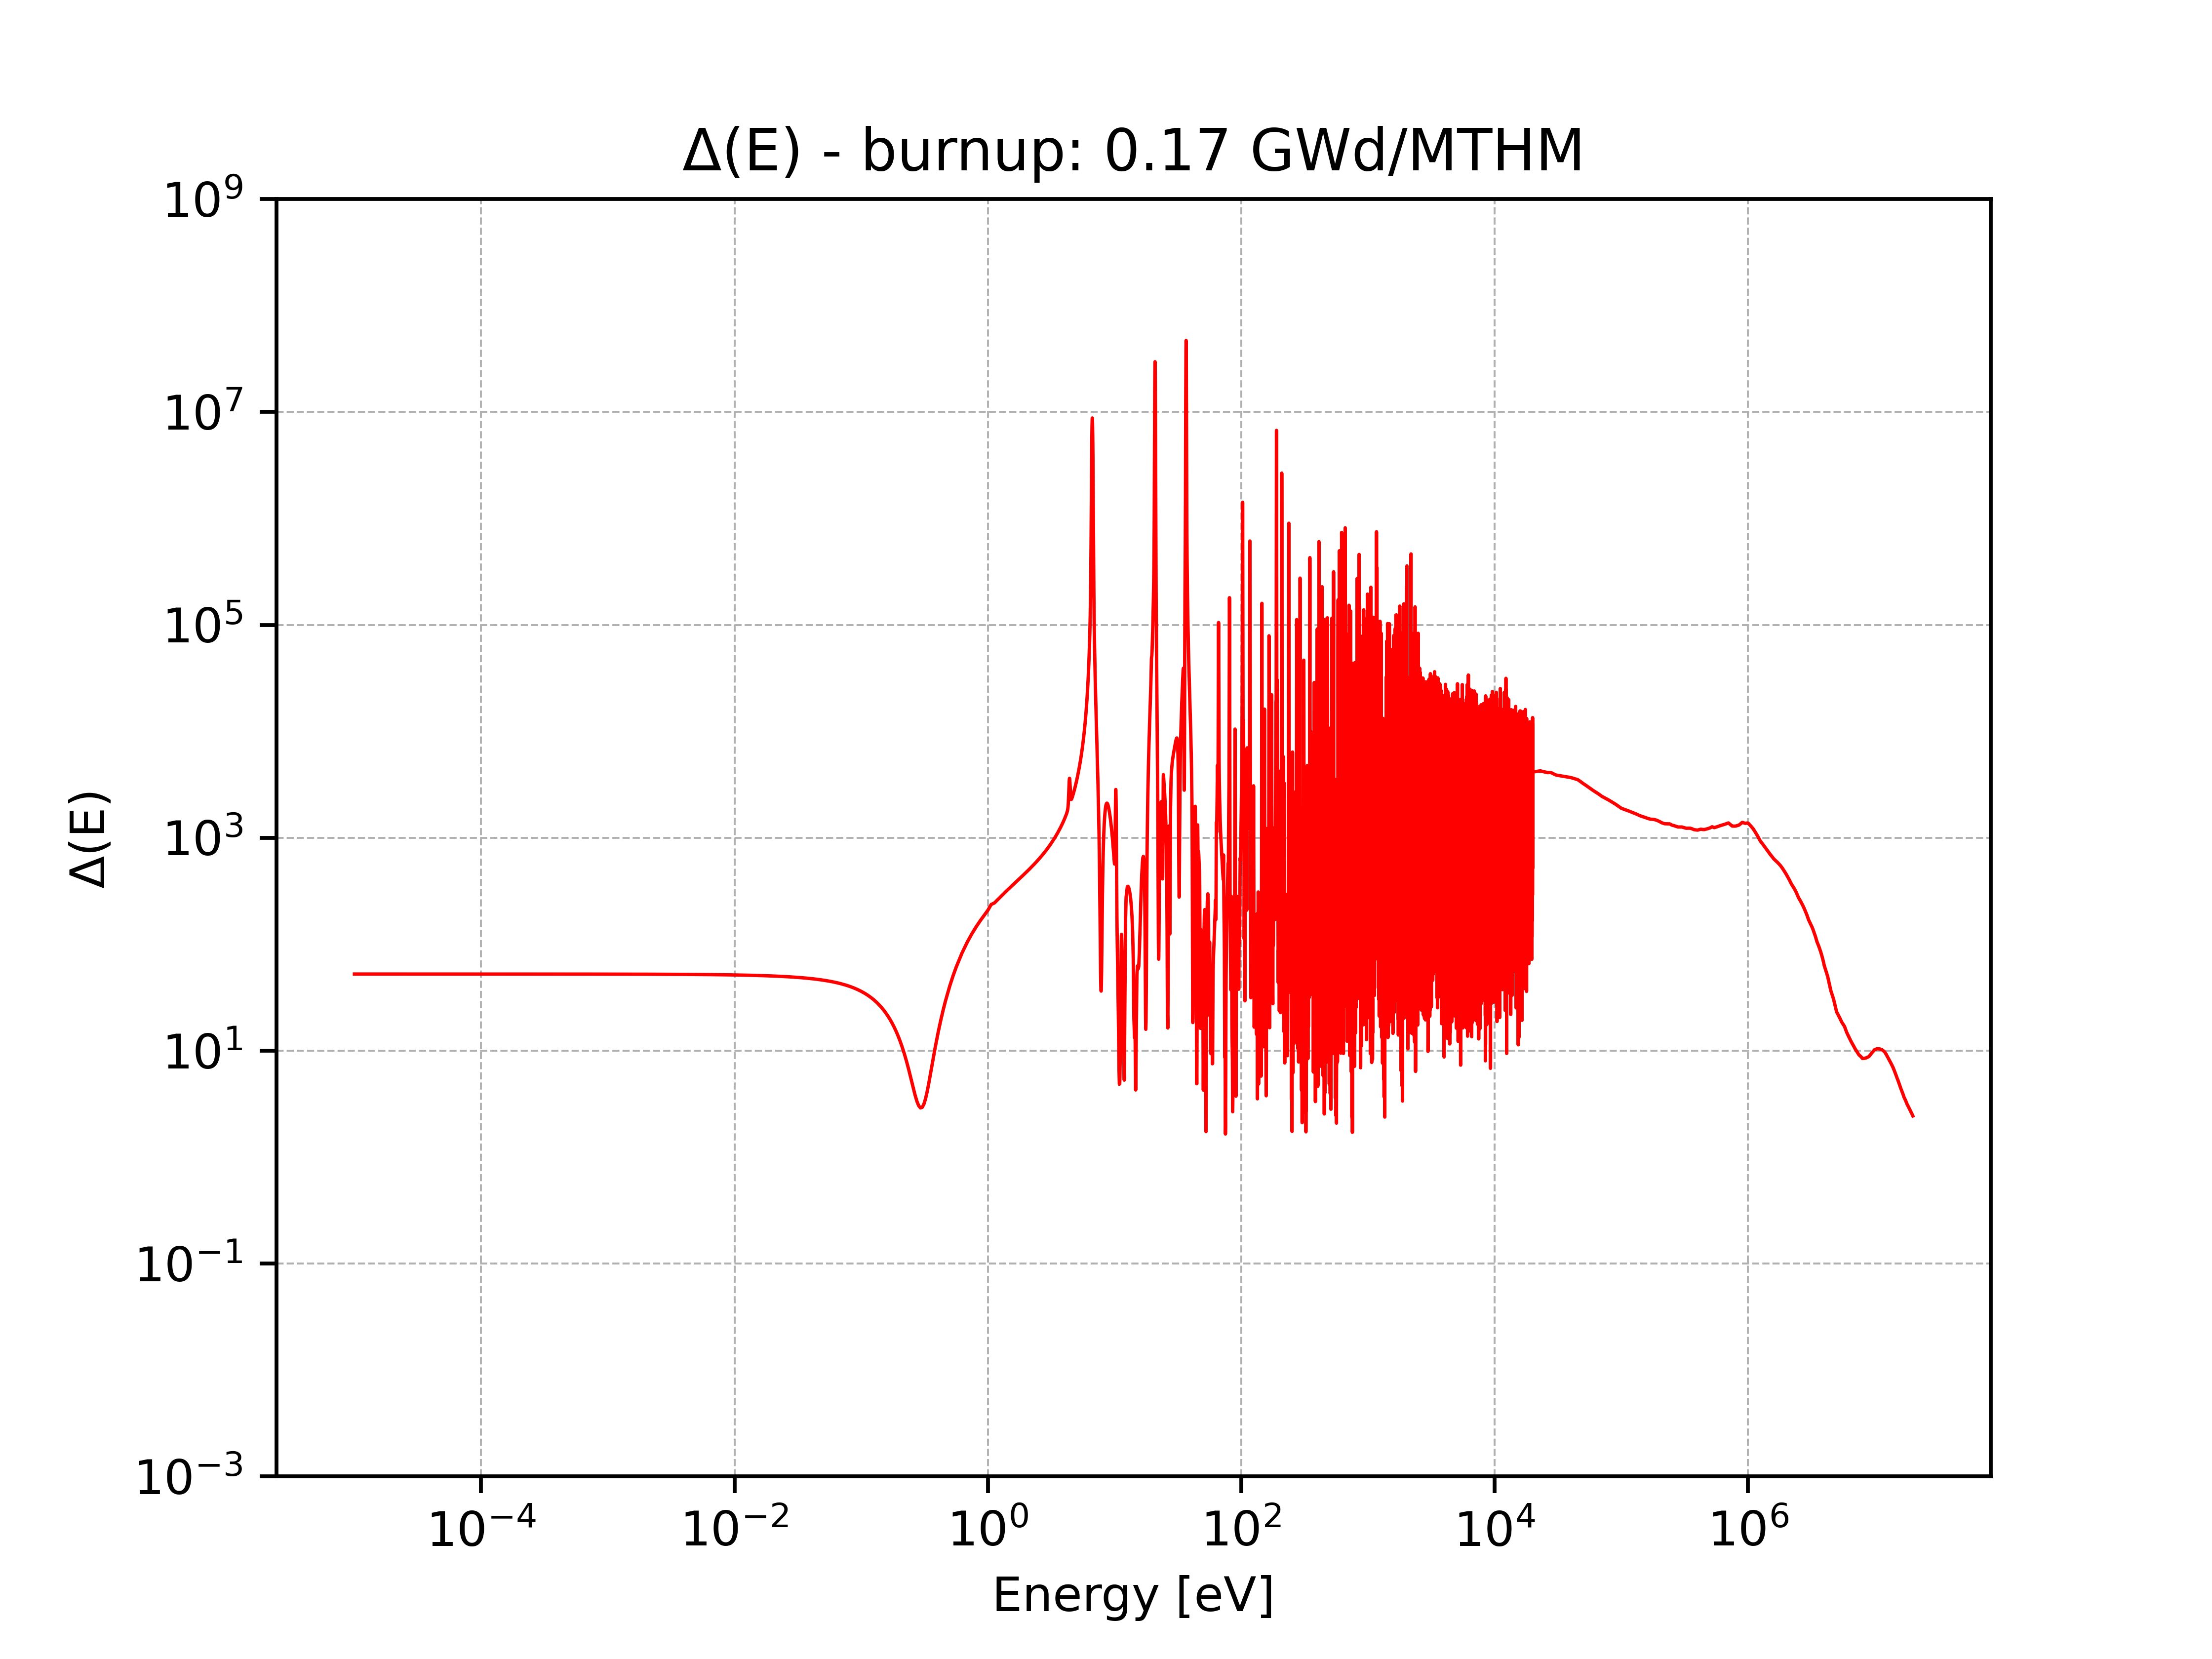 Δ(E) - burnup: 0.17 GWd/MTHM
10⁹
10⁷
10⁵
10³
10¹
10⁻¹
10⁻³
Δ(E)
10⁻⁴ 10⁻² 10⁰ 10² 10⁴ 10⁶
Energy [eV]